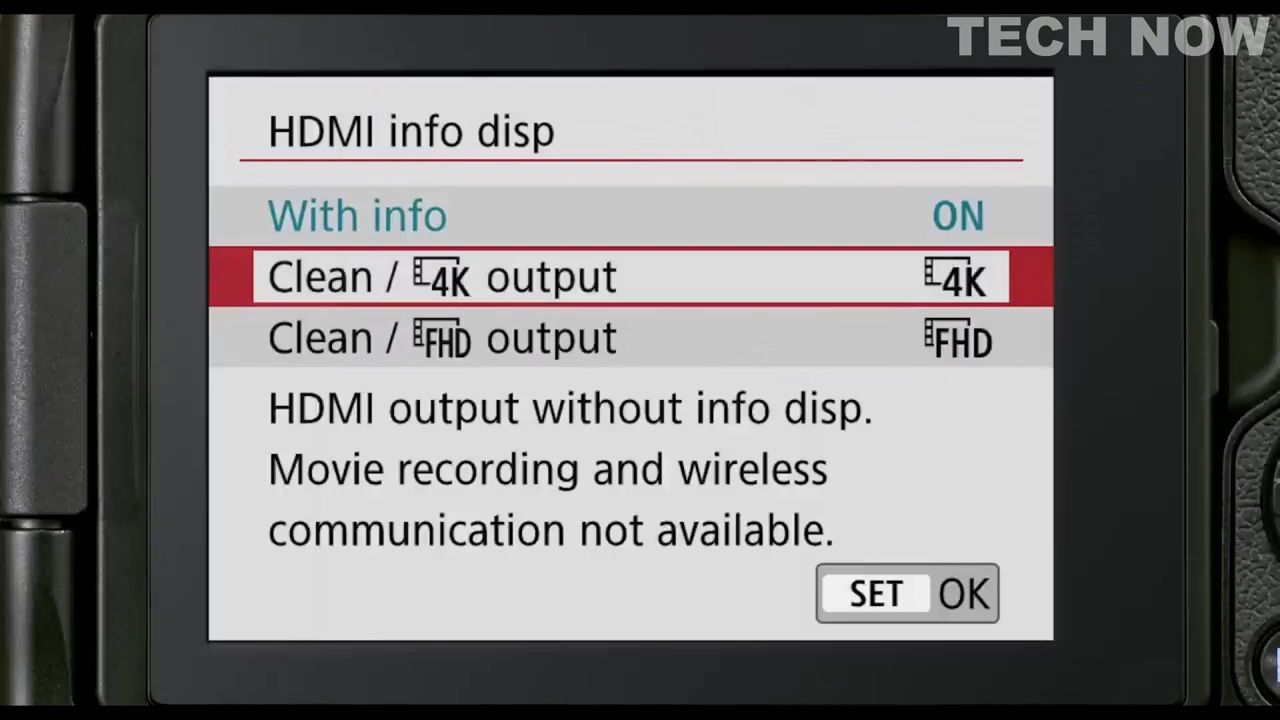 TECH NOW
HDMI info disp
With info ON
Clean / 4K output 4K
Clean / FHD output FHD
HDMI output without info disp.
Movie recording and wireless
communication not available.
SET OK